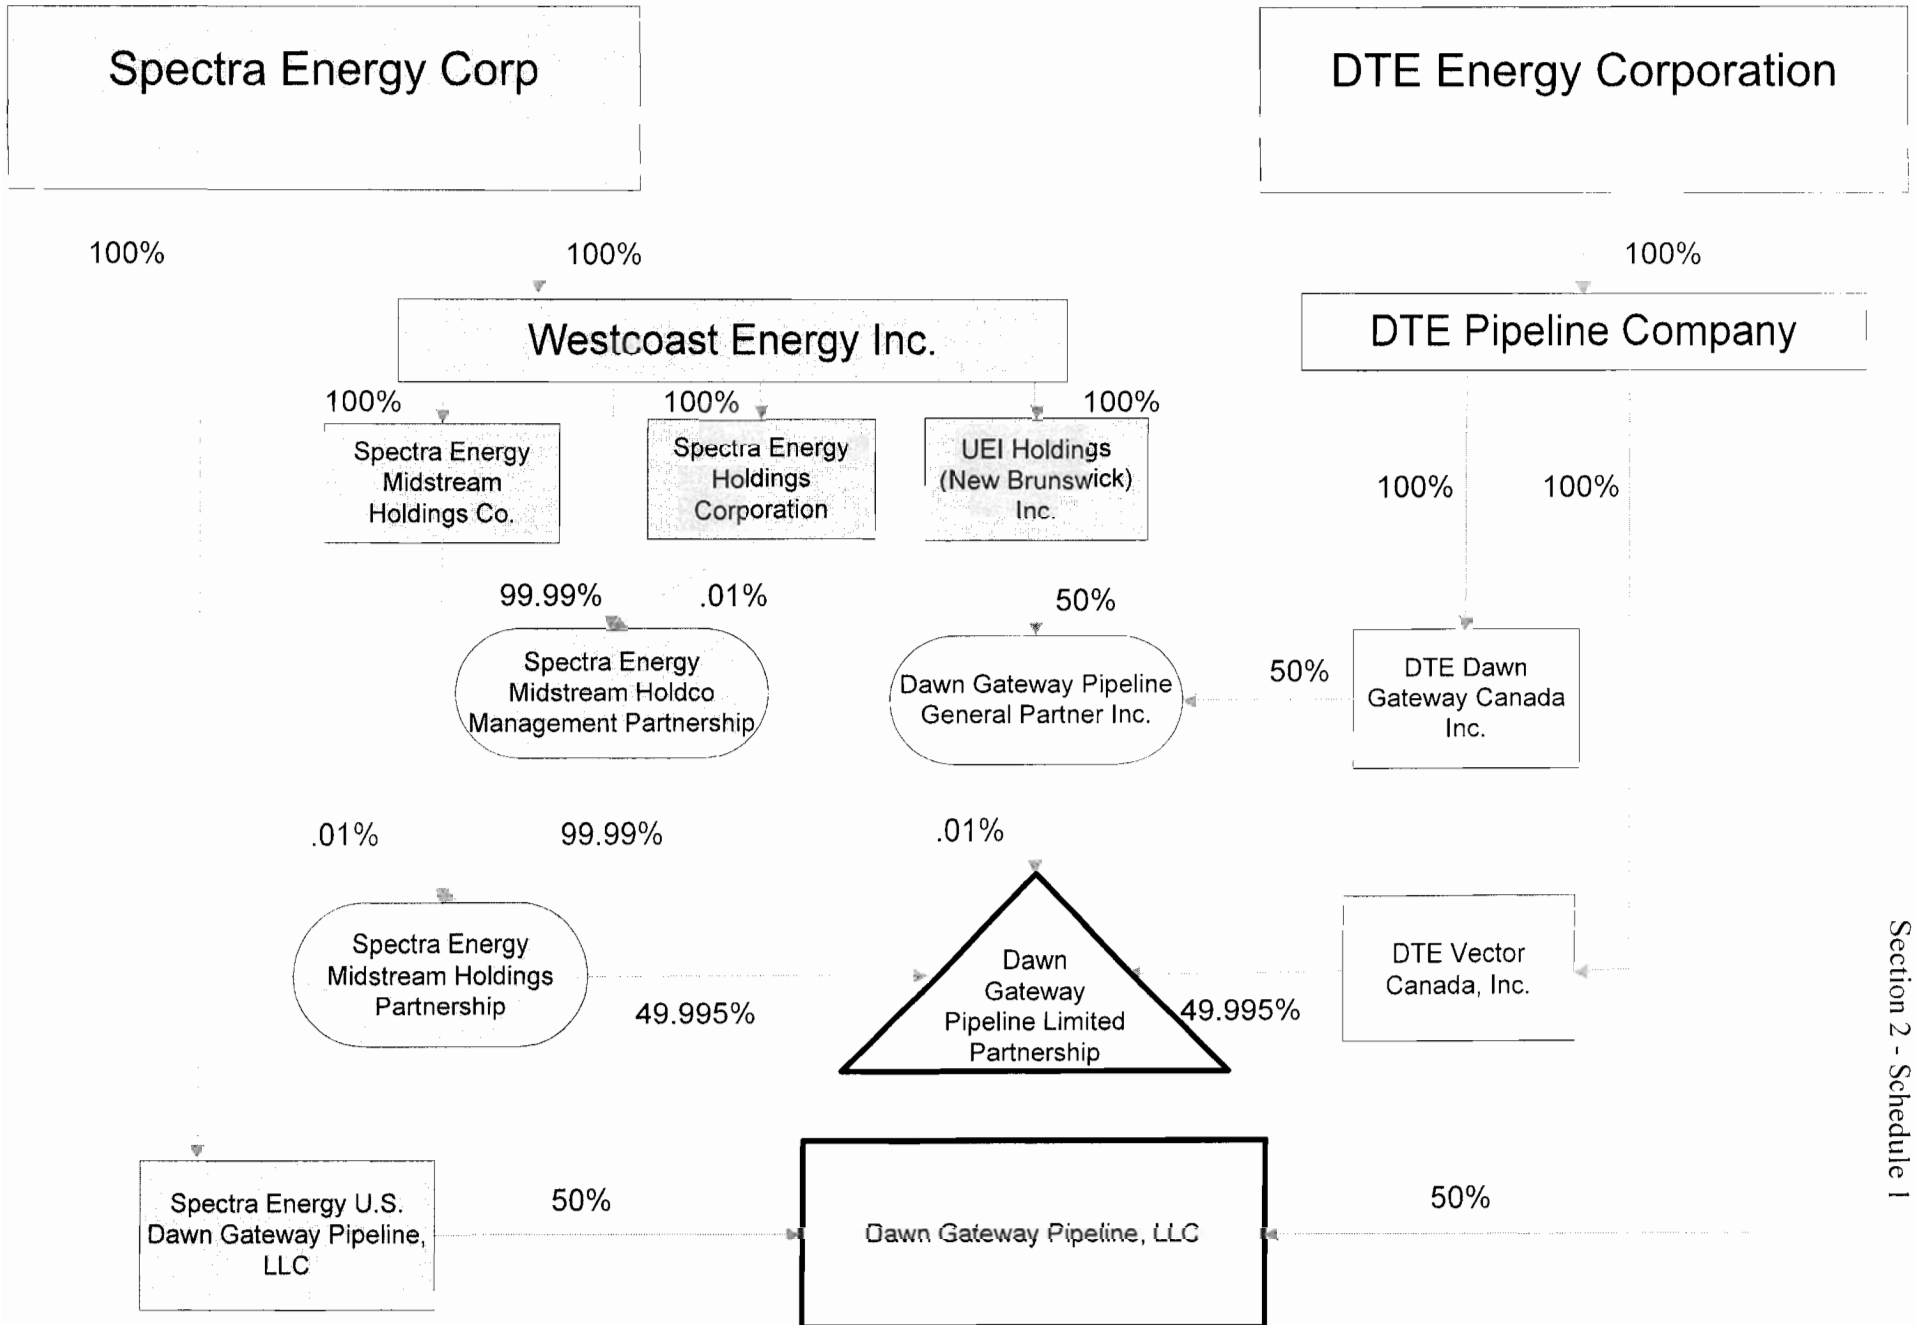 Spectra Energy Corp
DTE Energy Corporation
100%
100%
100%
Westcoast Energy Inc.
DTE Pipeline Company
100%
100%
100%
Spectra Energy
Midstream
Holdings Co.
Spectra Energy
Holdings
Corporation
UEI Holdings
(New Brunswick)
Inc.
100%
100%
99.99%
.01%
50%
Spectra Energy
Midstream Holdco
Management Partnership
Dawn Gateway Pipeline
General Partner Inc.
50%
DTE Dawn
Gateway Canada
Inc.
.01%
99.99%
.01%
Spectra Energy
Midstream Holdings
Partnership
49.995%
Dawn
Gateway
Pipeline Limited
Partnership
49.995%
DTE Vector
Canada, Inc.
Section 2 - Schedule 1
Spectra Energy U.S.
Dawn Gateway Pipeline,
LLC
50%
Dawn Gateway Pipeline, LLC
50%